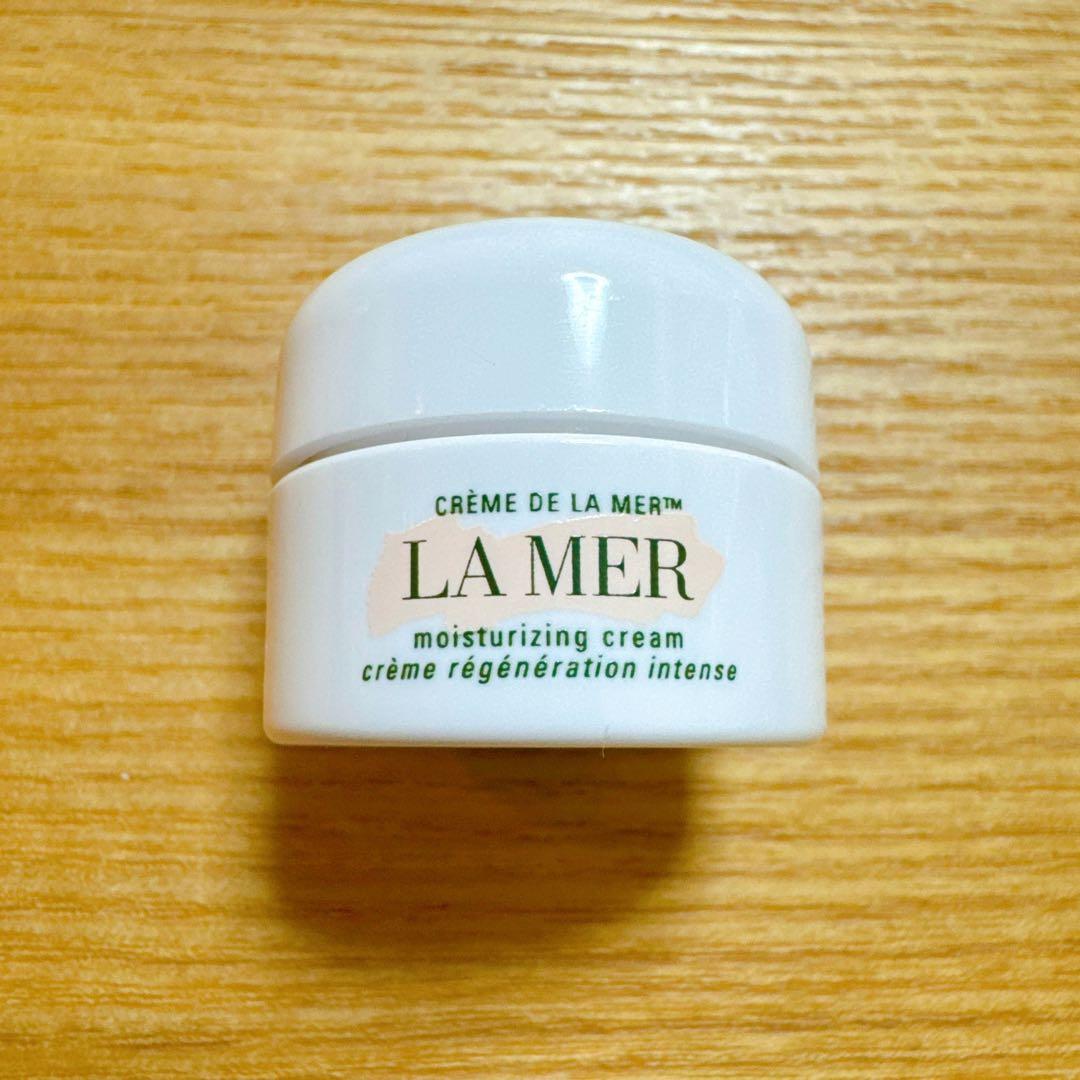 CRÈME DE LA MER™
LA MER
moisturizing cream
crème régénération intense